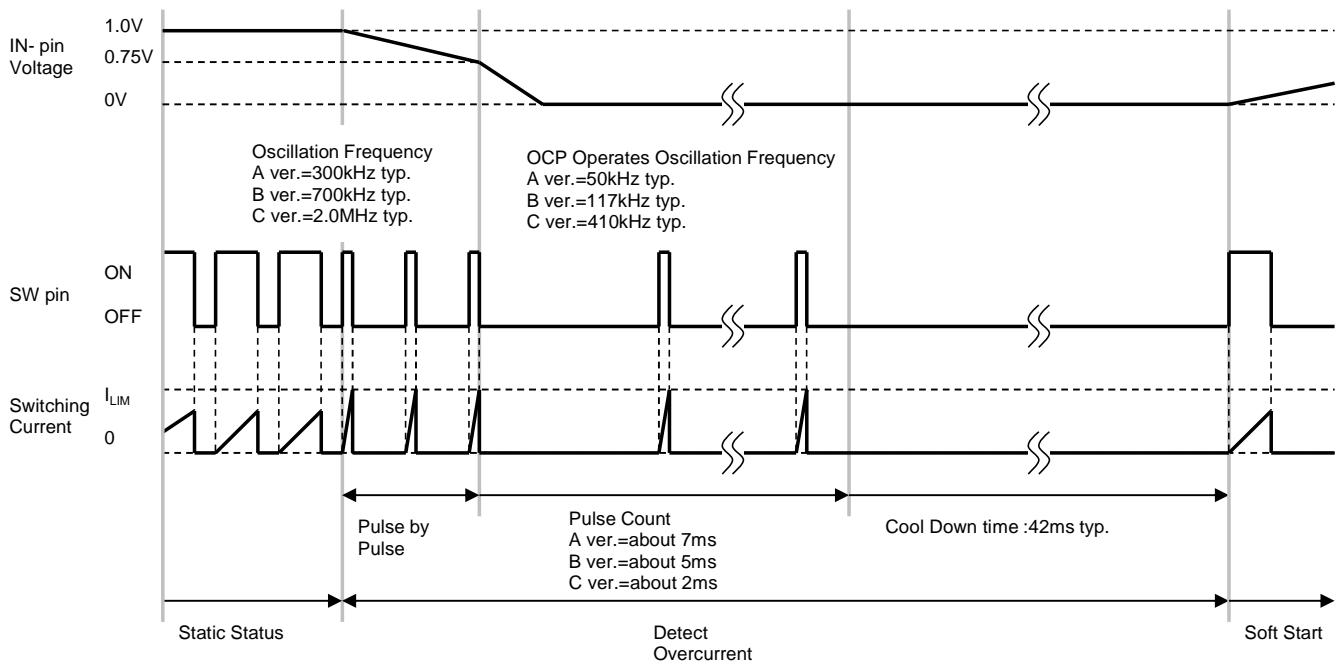 1.0V
IN- pin
Voltage
0.75V
0V
Oscillation Frequency
A ver.=300kHz typ.
B ver.=700kHz typ.
C ver.=2.0MHz typ.
OCP Operates Oscillation Frequency
A ver.=50kHz typ.
B ver.=117kHz typ.
C ver.=410kHz typ.
SW pin
ON
OFF
Switching
Current
ILIM
0
Pulse by
Pulse
Pulse Count
A ver.=about 7ms
B ver.=about 5ms
C ver.=about 2ms
Cool Down time :42ms typ.
Static Status
Detect
Overcurrent
Soft Start